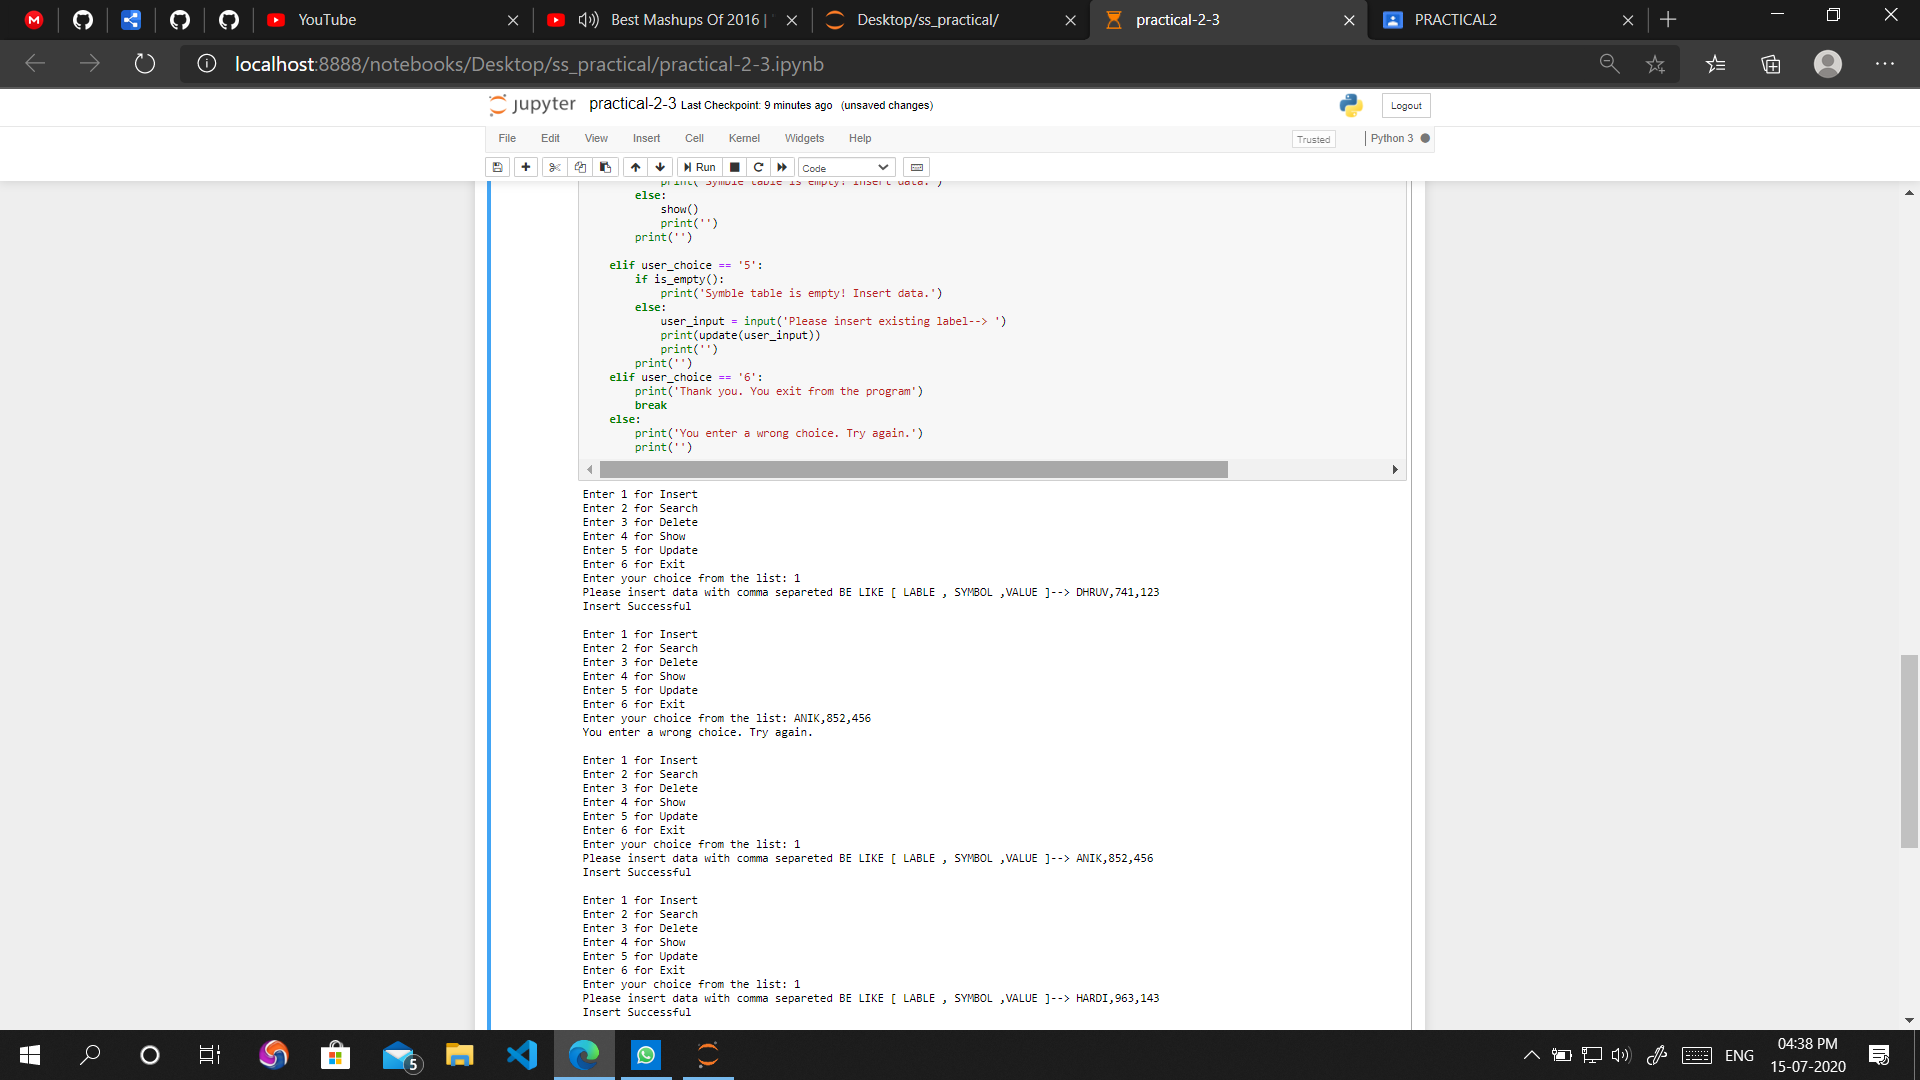 YouTube
Best Mashups Of 2016 |
Desktop/ss_practical/
practical-2-3
PRACTICAL2
localhost:8888/notebooks/Desktop/ss_practical/practical-2-3.ipynb
jupyter practical-2-3 Last Checkpoint: 9 minutes ago (unsaved changes)
Logout
File Edit View Insert Cell Kernel Widgets Help
Trusted
Python 3
Run
Code
print('Symble table is empty! Insert data.')
else:
show()
print('')
print('')
elif user_choice == '5':
if is_empty():
print('Symble table is empty! Insert data.')
else:
user_input = input('Please insert existing label--> ')
print(update(user_input))
print('')
print('')
elif user_choice == '6':
print('Thank you. You exit from the program')
break
else:
print('You enter a wrong choice. Try again.')
print('')
Enter 1 for Insert
Enter 2 for Search
Enter 3 for Delete
Enter 4 for Show
Enter 5 for Update
Enter 6 for Exit
Enter your choice from the list: 1
Please insert data with comma separeted BE LIKE [ LABLE , SYMBOL ,VALUE ]--> DHRUV,741,123
Insert Successful
Enter 1 for Insert
Enter 2 for Search
Enter 3 for Delete
Enter 4 for Show
Enter 5 for Update
Enter 6 for Exit
Enter your choice from the list: ANIK,852,456
You enter a wrong choice. Try again.
Enter 1 for Insert
Enter 2 for Search
Enter 3 for Delete
Enter 4 for Show
Enter 5 for Update
Enter 6 for Exit
Enter your choice from the list: 1
Please insert data with comma separeted BE LIKE [ LABLE , SYMBOL ,VALUE ]--> ANIK,852,456
Insert Successful
Enter 1 for Insert
Enter 2 for Search
Enter 3 for Delete
Enter 4 for Show
Enter 5 for Update
Enter 6 for Exit
Enter your choice from the list: 1
Please insert data with comma separeted BE LIKE [ LABLE , SYMBOL ,VALUE ]--> HARDI,963,143
Insert Successful
5
ENG
04:38 PM
15-07-2020